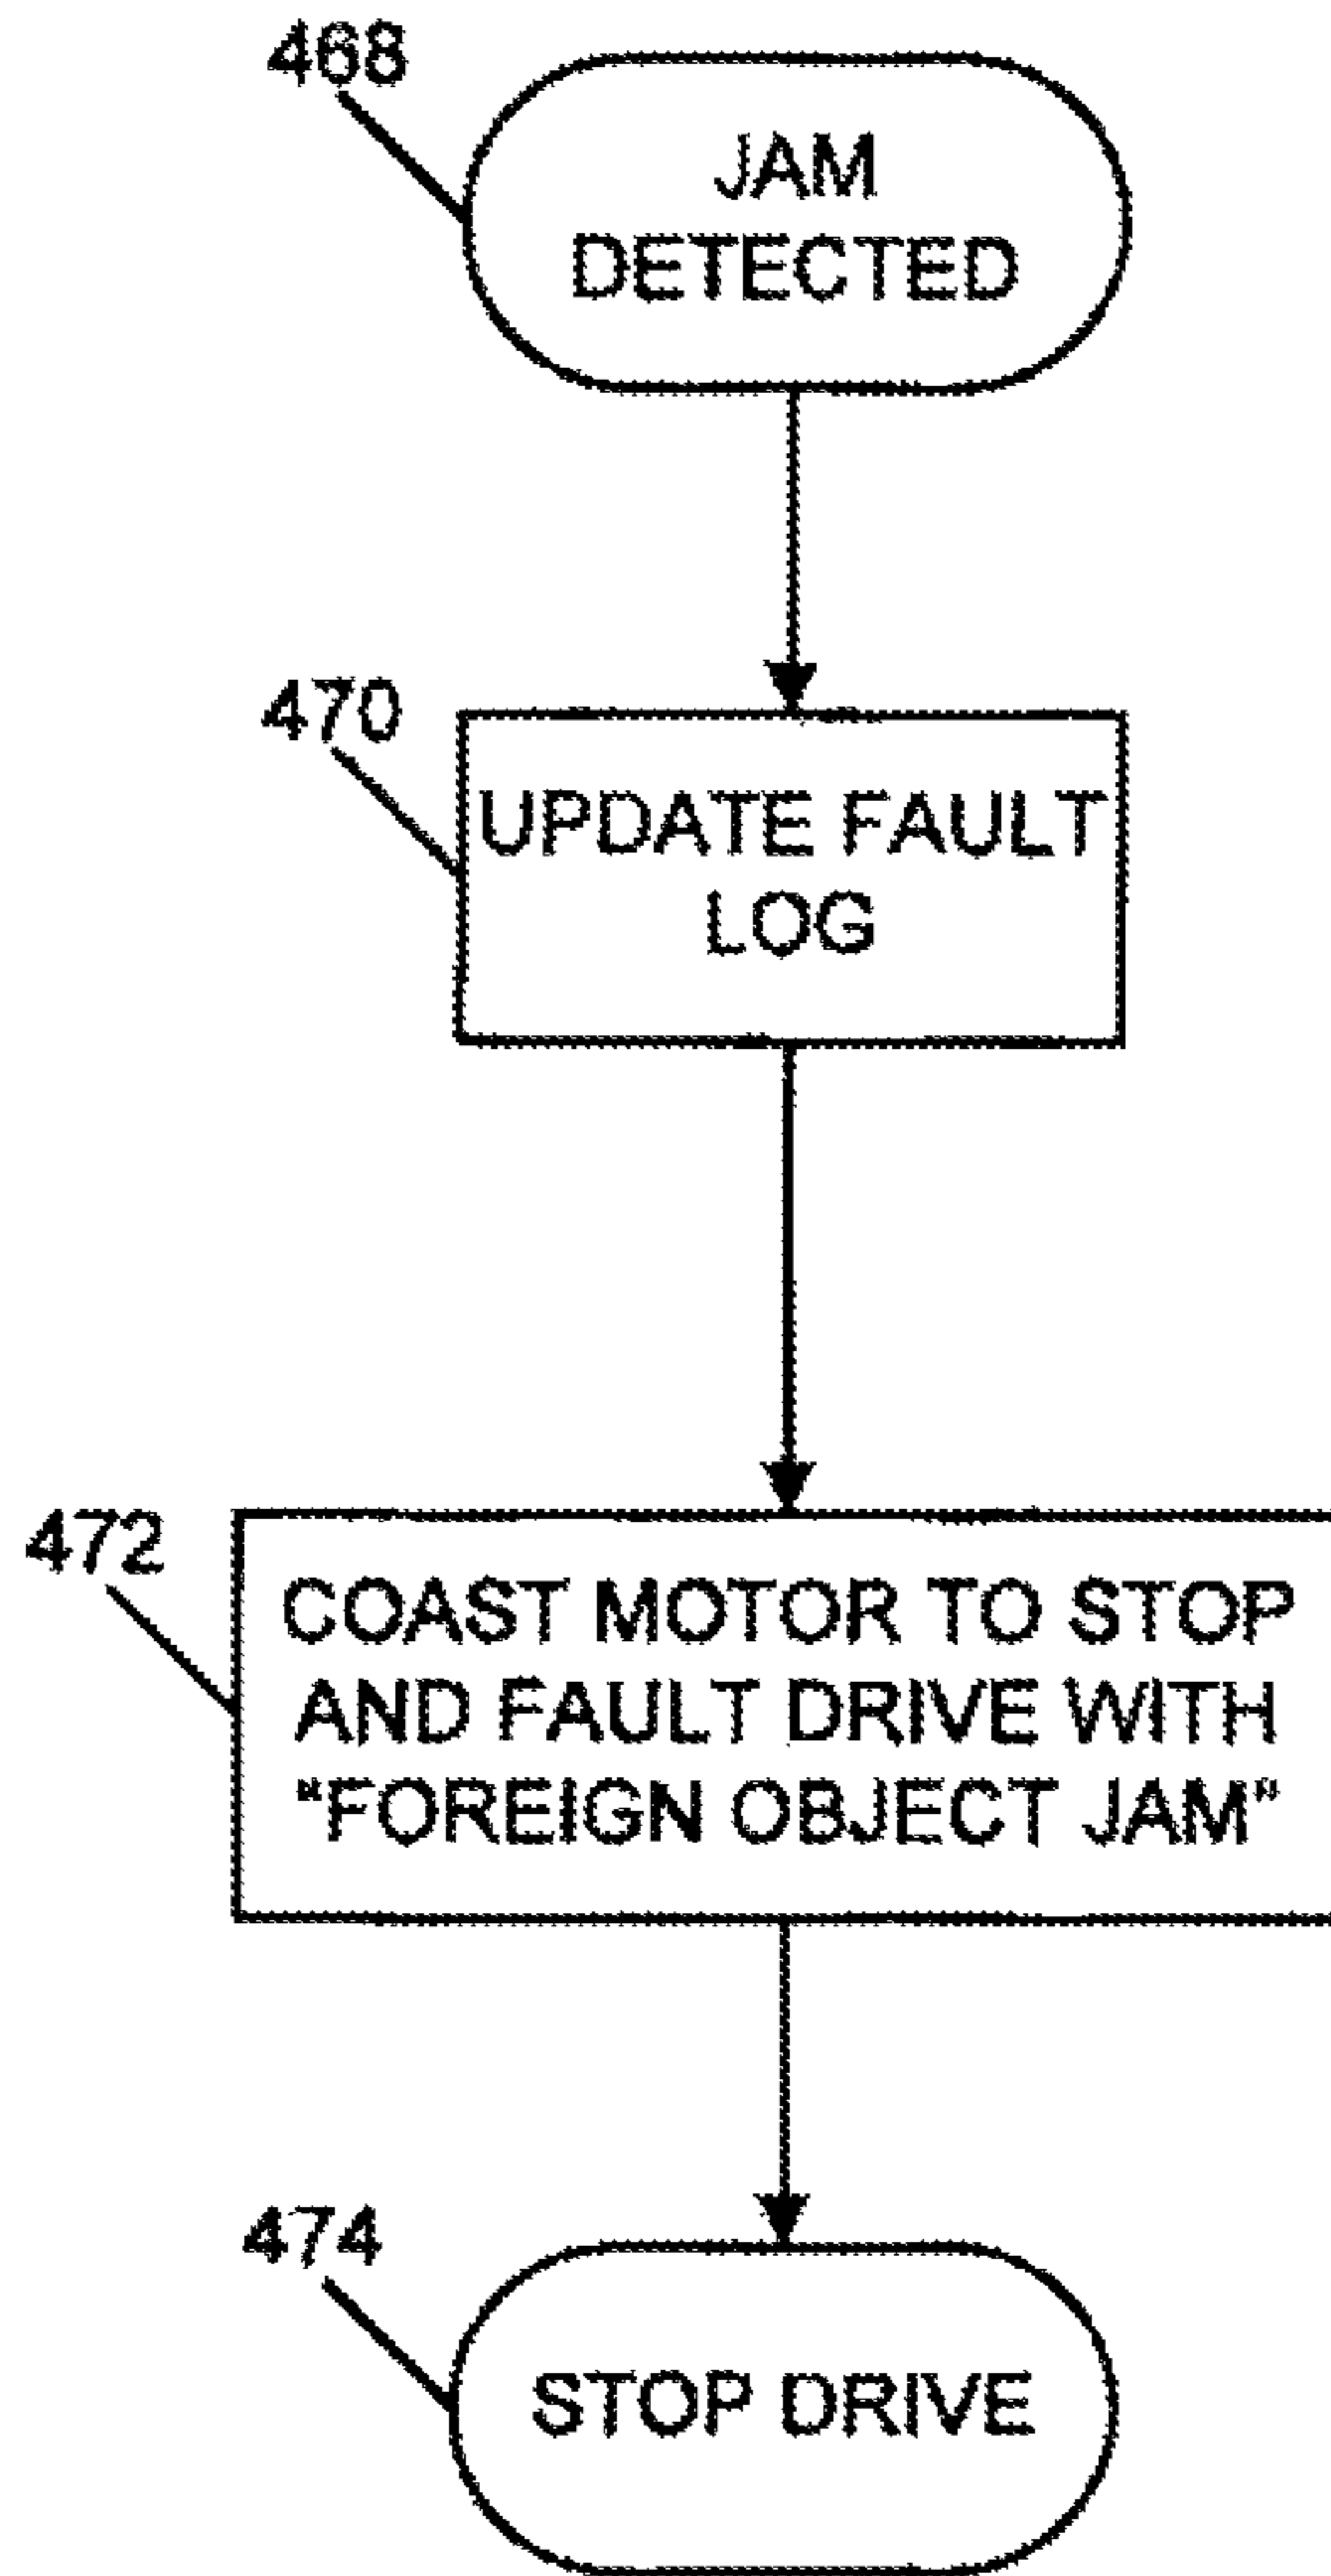 468
JAM
DETECTED
470
UPDATE FAULT
LOG
472
COAST MOTOR TO STOP
AND FAULT DRIVE WITH
"FOREIGN OBJECT JAM"
474
STOP DRIVE